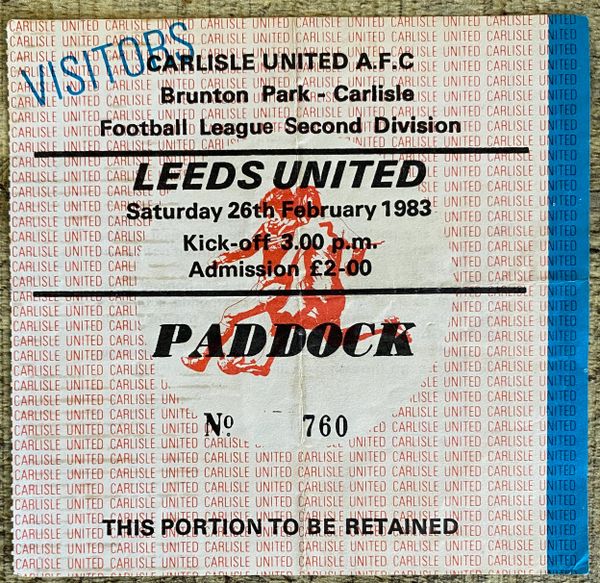 VISITORS
CARLISLE UNITED A.F.C
Brunton Park - Carlisle
Football League Second Division
LEEDS UNITED
Saturday 26th February 1983
Kick-off 3.00 p.m.
Admission £2-00
PADDOCK
Nº 760
THIS PORTION TO BE RETAINED